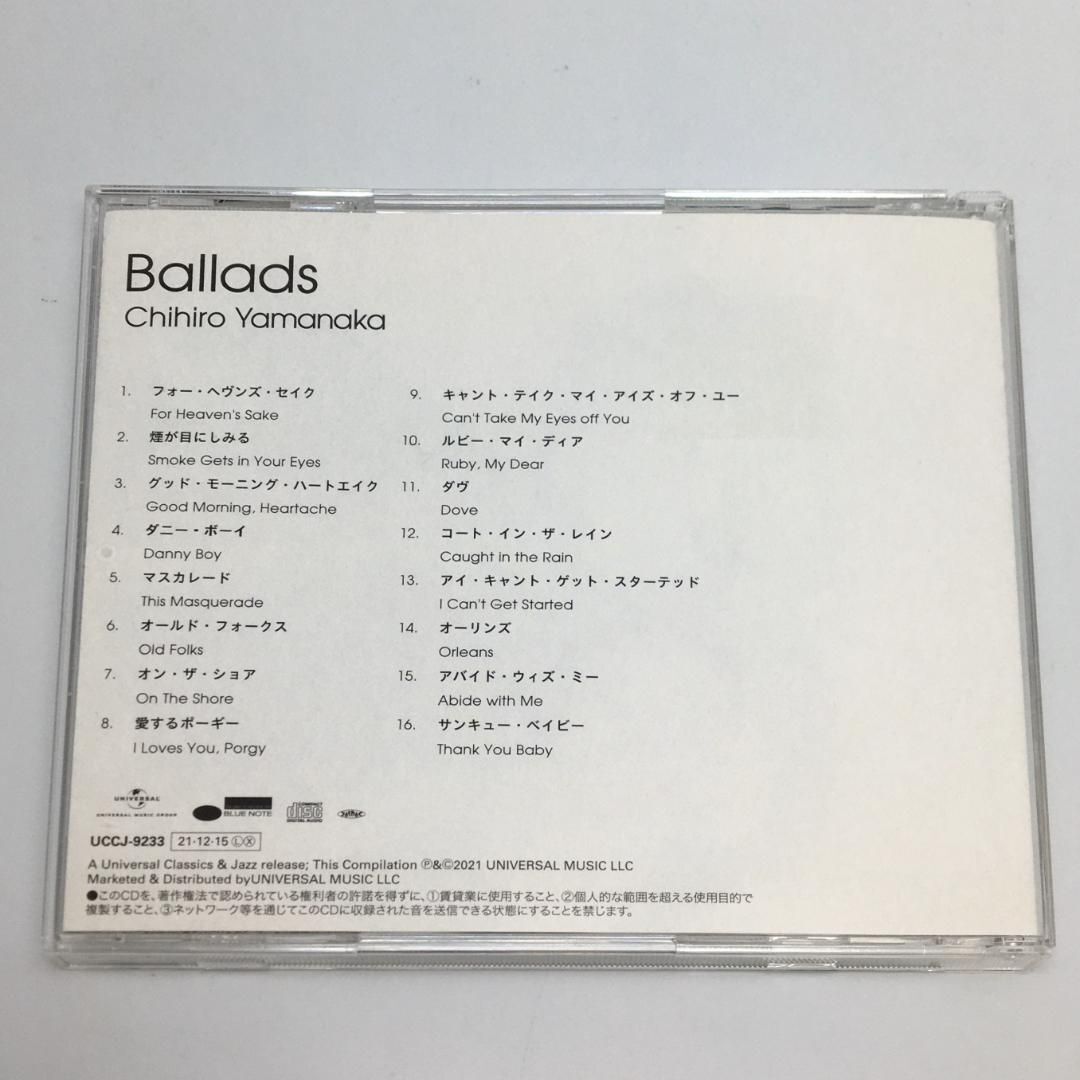 Ballads
Chihiro Yamanaka
1. フォー・ヘヴンズ・セイク
For Heaven's Sake
2. 煙が目にしみる
Smoke Gets in Your Eyes
3. グッド・モーニング・ハートエイク
Good Morning, Heartache
4. ダニー・ボーイ
Danny Boy
5. マスカレード
This Masquerade
6. オールド・フォークス
Old Folks
7. オン・ザ・ショア
On The Shore
8. 愛するポーギー
I Loves You, Porgy
9. キャント・テイク・マイ・アイズ・オフ・ユー
Can't Take My Eyes off You
10. ルビー・マイ・ディア
Ruby, My Dear
11. ダヴ
Dove
12. コート・イン・ザ・レイン
Caught in the Rain
13. アイ・キャント・ゲット・スターテッド
I Can't Get Started
14. オーリンズ
Orleans
15. アバイド・ウィズ・ミー
Abide with Me
16. サンキュー・ベイビー
Thank You Baby
UNIVERSAL
UNIVERSAL MUSIC GROUP
BLUE NOTE
COMPACT
disc
DIGITAL AUDIO
UCCJ-9233 21·12·15 Ⓛ Ⓧ
A Universal Classics & Jazz release; This Compilation Ⓟ&©2021 UNIVERSAL MUSIC LLC
Marketed & Distributed byUNIVERSAL MUSIC LLC
●このCDを、著作権法で認められている権利者の許諾を得ずに、①賃貸業に使用すること、②個人的な範囲を超える使用目的で
複製すること、③ネットワーク等を通じてこのCDに収録された音を送信できる状態にすることを禁じます。